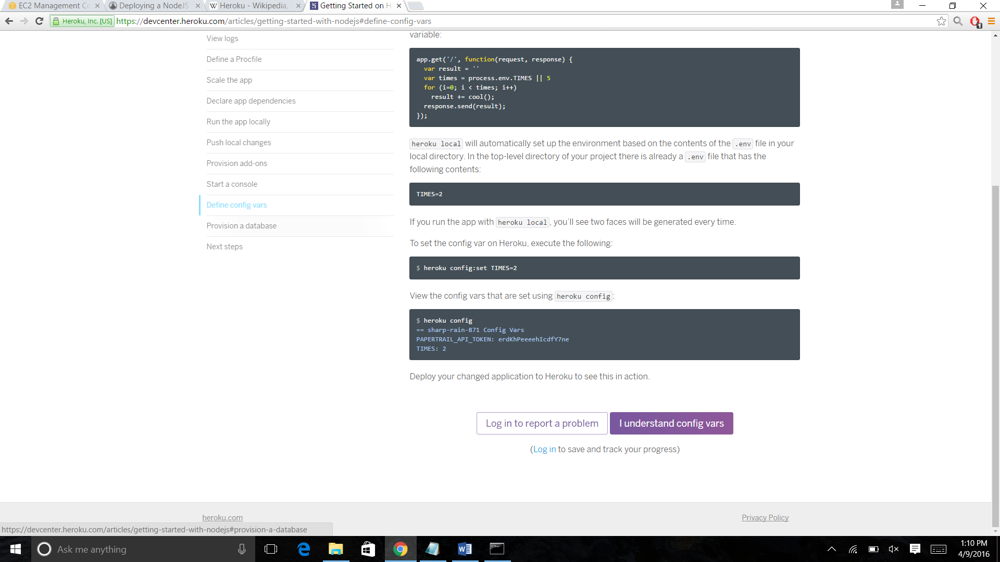 EC2 Management Co
Deploying a NodeJS
Heroku - Wikipedia,
Getting Started on H
Heroku, Inc. [US]
https://devcenter.heroku.com/articles/getting-started-with-nodejs#define-config-vars
1
View logs
Define a Procfile
Scale the app
Declare app dependencies
Run the app locally
Push local changes
Provision add-ons
Start a console
Define config vars
Provision a database
Next steps
variable:
app.get('/', function(request, response) {
  var result = ''
  var times = process.env.TIMES || 5
  for (i=0; i < times; i++)
    result += cool();
  response.send(result);
});
heroku local will automatically set up the environment based on the contents of the .env file in your
local directory. In the top-level directory of your project there is already a .env file that has the
following contents:
TIMES=2
If you run the app with heroku local, you'll see two faces will be generated every time.
To set the config var on Heroku, execute the following:
$ heroku config:set TIMES=2
View the config vars that are set using heroku config:
$ heroku config
== sharp-rain-871 Config Vars
PAPERTRAIL_API_TOKEN: erdKhPeeeehIcdfY7ne
TIMES: 2
Deploy your changed application to Heroku to see this in action.
Log in to report a problem
I understand config vars
(Log in to save and track your progress)
heroku.com
Privacy Policy
https://devcenter.heroku.com/articles/getting-started-with-nodejs#provision-a-database
Ask me anything
1:10 PM
4/9/2016